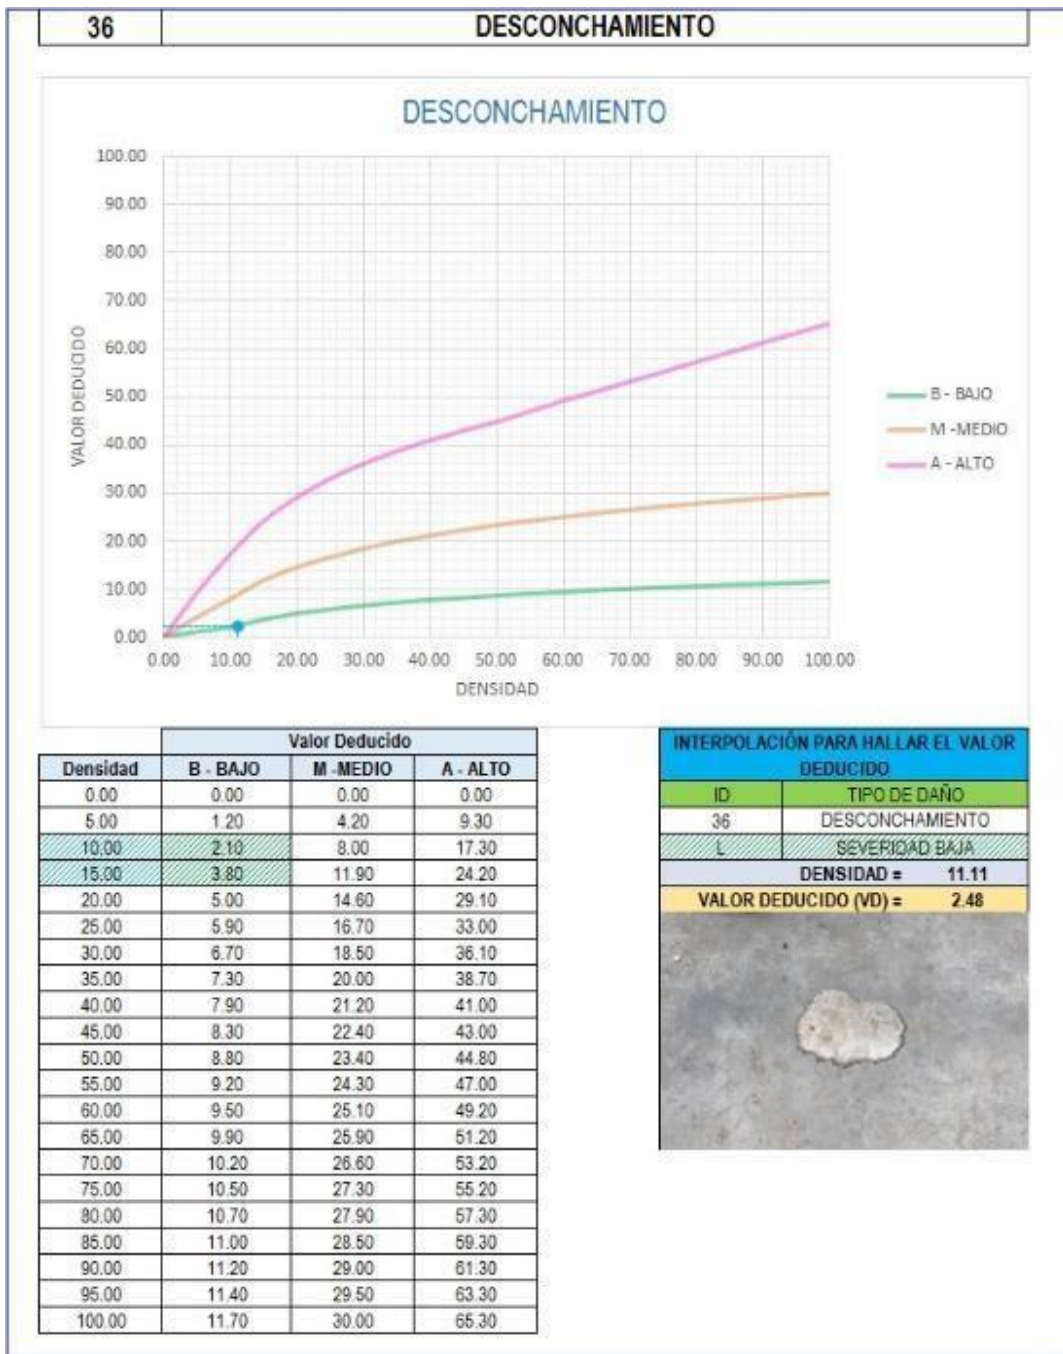 36 DESCONCHAMIENTO
DESCONCHAMIENTO
100.00
90.00
80.00
70.00
60.00
50.00
40.00
30.00
20.00
10.00
0.00
VALOR DEDUCIDO
0.00 10.00 20.00 30.00 40.00 50.00 60.00 70.00 80.00 90.00 100.00
DENSIDAD
B - BAJO
M -MEDIO
A - ALTO
Valor Deducido
Densidad B - BAJO M -MEDIO A - ALTO
0.00 0.00 0.00 0.00
5.00 1.20 4.20 9.30
10.00 2.10 8.00 17.30
15.00 3.80 11.90 24.20
20.00 5.00 14.60 29.10
25.00 5.90 16.70 33.00
30.00 6.70 18.50 36.10
35.00 7.30 20.00 38.70
40.00 7.90 21.20 41.00
45.00 8.30 22.40 43.00
50.00 8.80 23.40 44.80
55.00 9.20 24.30 47.00
60.00 9.50 25.10 49.20
65.00 9.90 25.90 51.20
70.00 10.20 26.60 53.20
75.00 10.50 27.30 55.20
80.00 10.70 27.90 57.30
85.00 11.00 28.50 59.30
90.00 11.20 29.00 61.30
95.00 11.40 29.50 63.30
100.00 11.70 30.00 65.30
INTERPOLACIÓN PARA HALLAR EL VALOR
DEDUCIDO
ID TIPO DE DAÑO
36 DESCONCHAMIENTO
L SEVERIDAD BAJA
DENSIDAD = 11.11
VALOR DEDUCIDO (VD) = 2.48